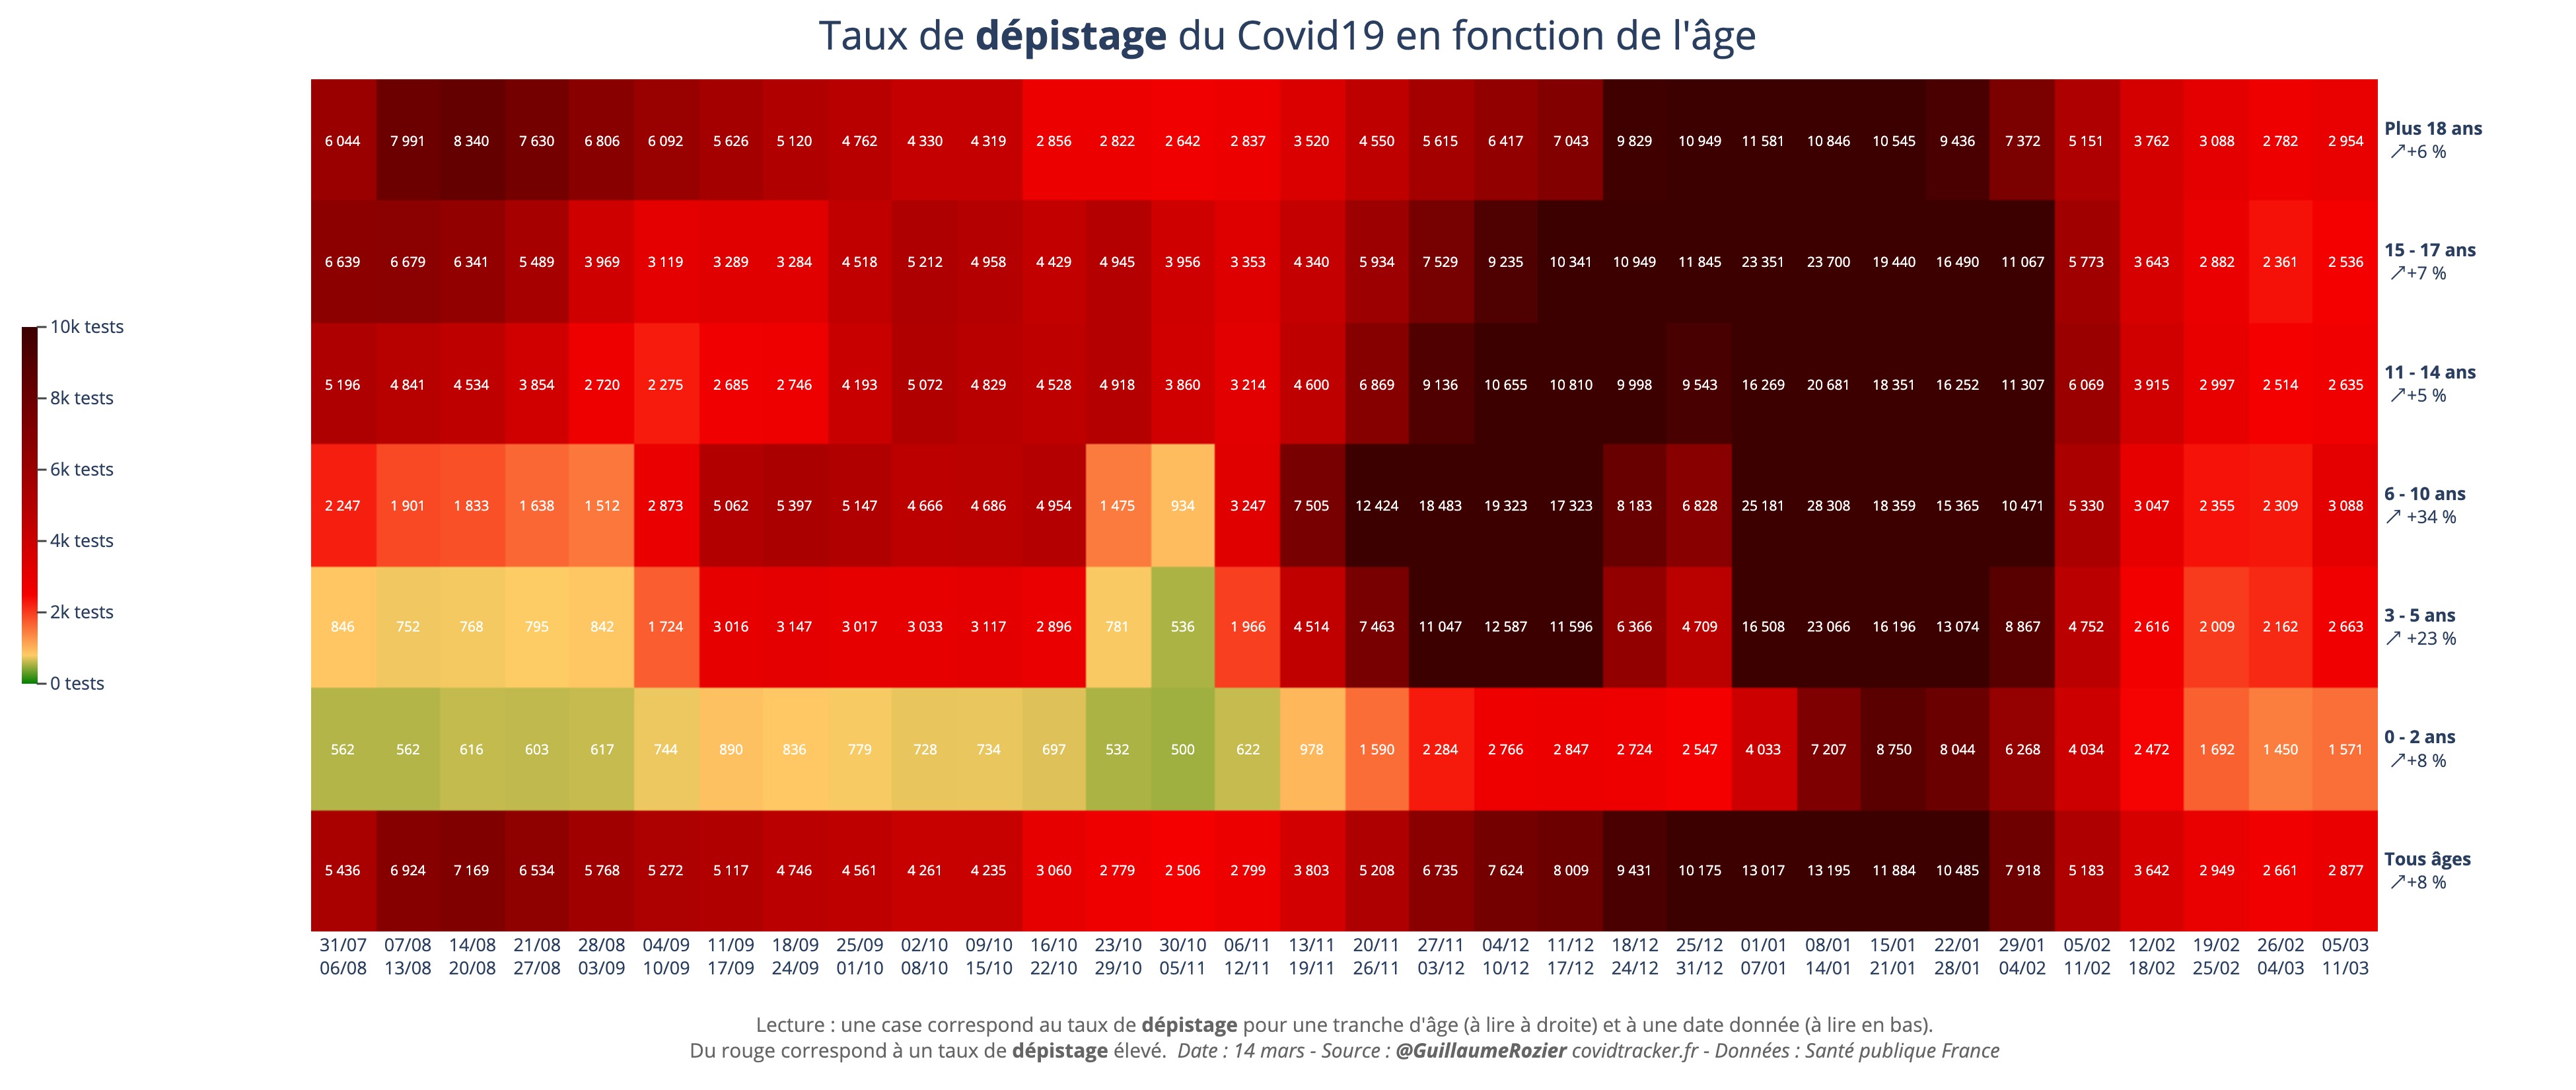 Taux de dépistage du Covid19 en fonction de l'âge
6 044 7 991 8 340 7 630 6 806 6 092 5 626 5 120 4 762 4 330 4 319 2 856 2 822 2 642 2 837 3 520 4 550 5 615 6 417 7 043 9 829 10 949 11 581 10 846 10 545 9 436 7 372 5 151 3 762 3 088 2 782 2 954
Plus 18 ans
↗+6 %
6 639 6 679 6 341 5 489 3 969 3 119 3 289 3 284 4 518 5 212 4 958 4 429 4 945 3 956 3 353 4 340 5 934 7 529 9 235 10 341 10 949 11 845 23 351 23 700 19 440 16 490 11 067 5 773 3 643 2 882 2 361 2 536
15 - 17 ans
↗+7 %
5 196 4 841 4 534 3 854 2 720 2 275 2 685 2 746 4 193 5 072 4 829 4 528 4 918 3 860 3 214 4 600 6 869 9 136 10 655 10 810 9 998 9 543 16 269 20 681 18 351 16 252 11 307 6 069 3 915 2 997 2 514 2 635
11 - 14 ans
↗+5 %
2 247 1 901 1 833 1 638 1 512 2 873 5 062 5 397 5 147 4 666 4 686 4 954 1 475 934 3 247 7 505 12 424 18 483 19 323 17 323 8 183 6 828 25 181 28 308 18 359 15 365 10 471 5 330 3 047 2 355 2 309 3 088
6 - 10 ans
↗ +34 %
846 752 768 795 842 1 724 3 016 3 147 3 017 3 033 3 117 2 896 781 536 1 966 4 514 7 463 11 047 12 587 11 596 6 366 4 709 16 508 23 066 16 196 13 074 8 867 4 752 2 616 2 009 2 162 2 663
3 - 5 ans
↗ +23 %
562 562 616 603 617 744 890 836 779 728 734 697 532 500 622 978 1 590 2 284 2 766 2 847 2 724 2 547 4 033 7 207 8 750 8 044 6 268 4 034 2 472 1 692 1 450 1 571
0 - 2 ans
↗+8 %
5 436 6 924 7 169 6 534 5 768 5 272 5 117 4 746 4 561 4 261 4 235 3 060 2 779 2 506 2 799 3 803 5 208 6 735 7 624 8 009 9 431 10 175 13 017 13 195 11 884 10 485 7 918 5 183 3 642 2 949 2 661 2 877
Tous âges
↗+8 %
10k tests
8k tests
6k tests
4k tests
2k tests
0 tests
31/07 07/08 14/08 21/08 28/08 04/09 11/09 18/09 25/09 02/10 09/10 16/10 23/10 30/10 06/11 13/11 20/11 27/11 04/12 11/12 18/12 25/12 01/01 08/01 15/01 22/01 29/01 05/02 12/02 19/02 26/02 05/03
06/08 13/08 20/08 27/08 03/09 10/09 17/09 24/09 01/10 08/10 15/10 22/10 29/10 05/11 12/11 19/11 26/11 03/12 10/12 17/12 24/12 31/12 07/01 14/01 21/01 28/01 04/02 11/02 18/02 25/02 04/03 11/03
Lecture : une case correspond au taux de dépistage pour une tranche d'âge (à lire à droite) et à une date donnée (à lire en bas).
Du rouge correspond à un taux de dépistage élevé. Date : 14 mars - Source : @GuillaumeRozier covidtracker.fr - Données : Santé publique France